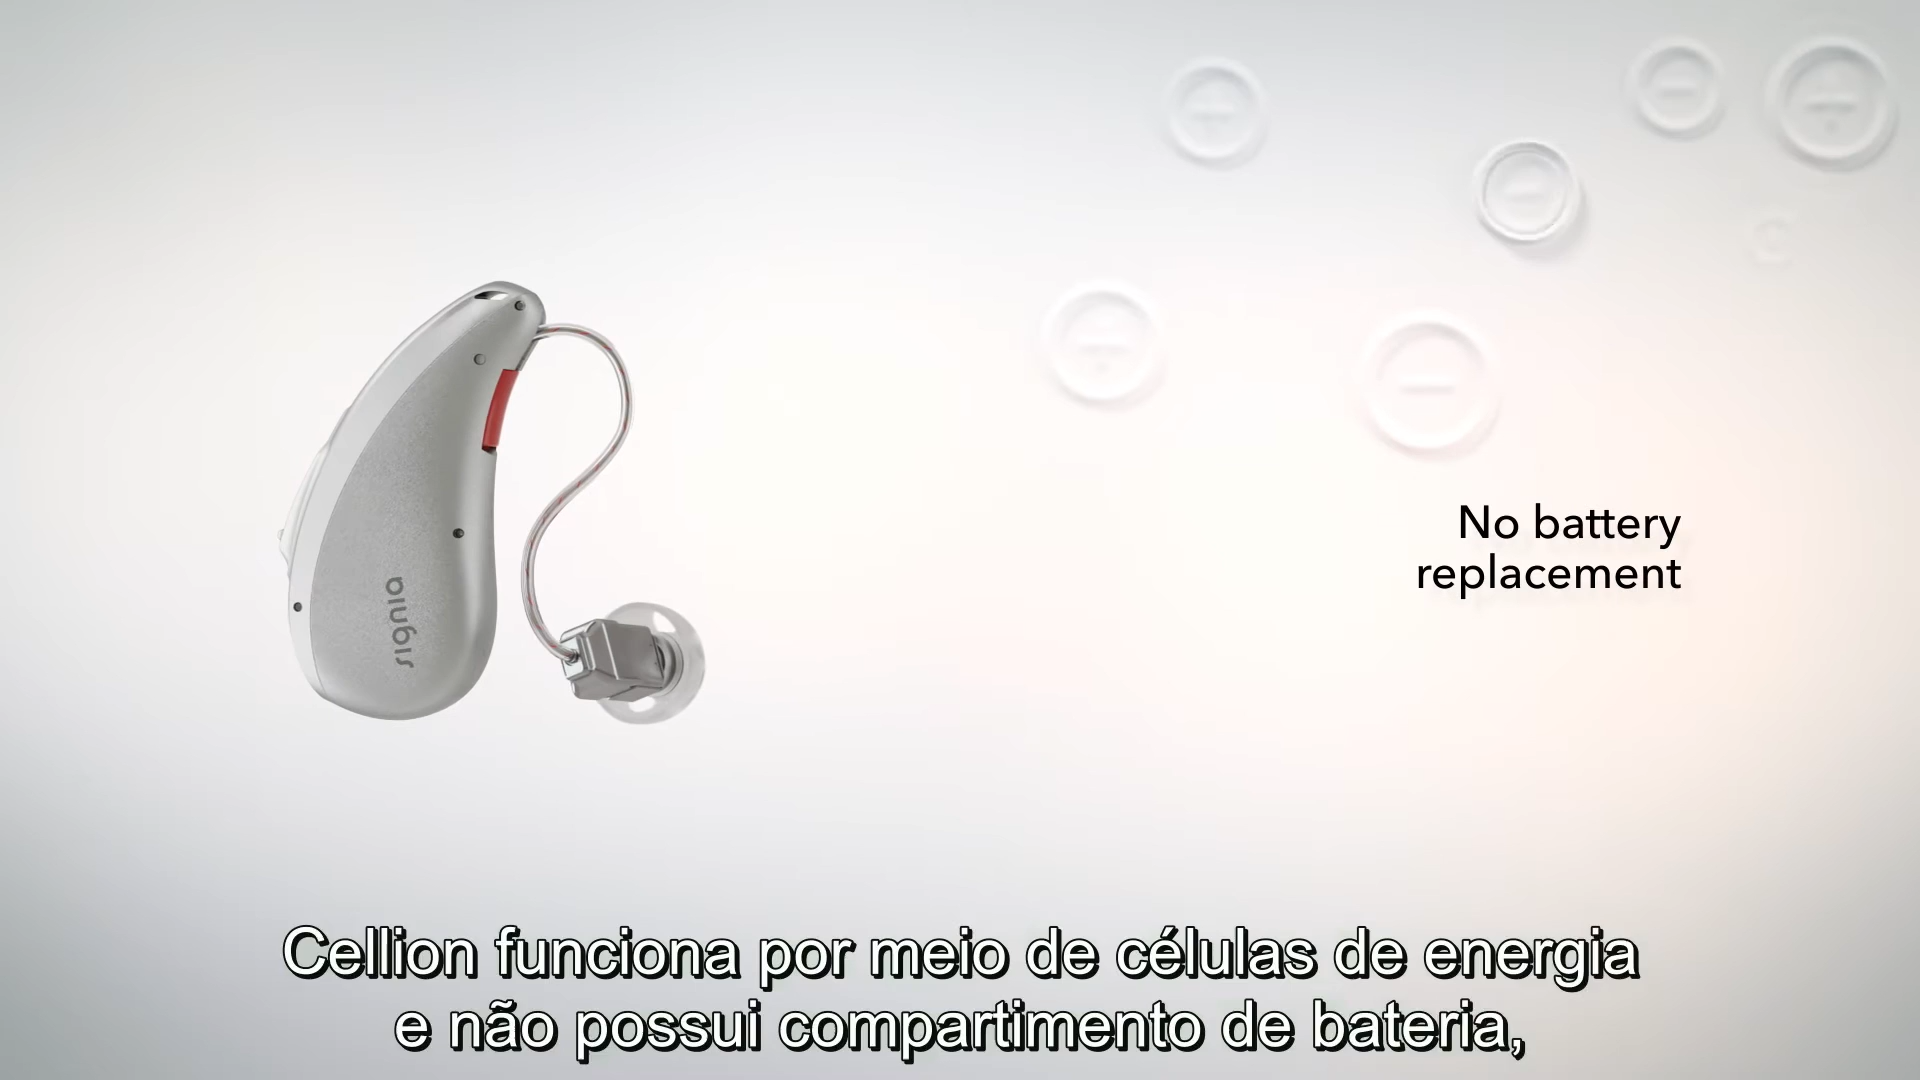 signia
No battery
replacement
Cellion funciona por meio de células de energia
e não possui compartimento de bateria,